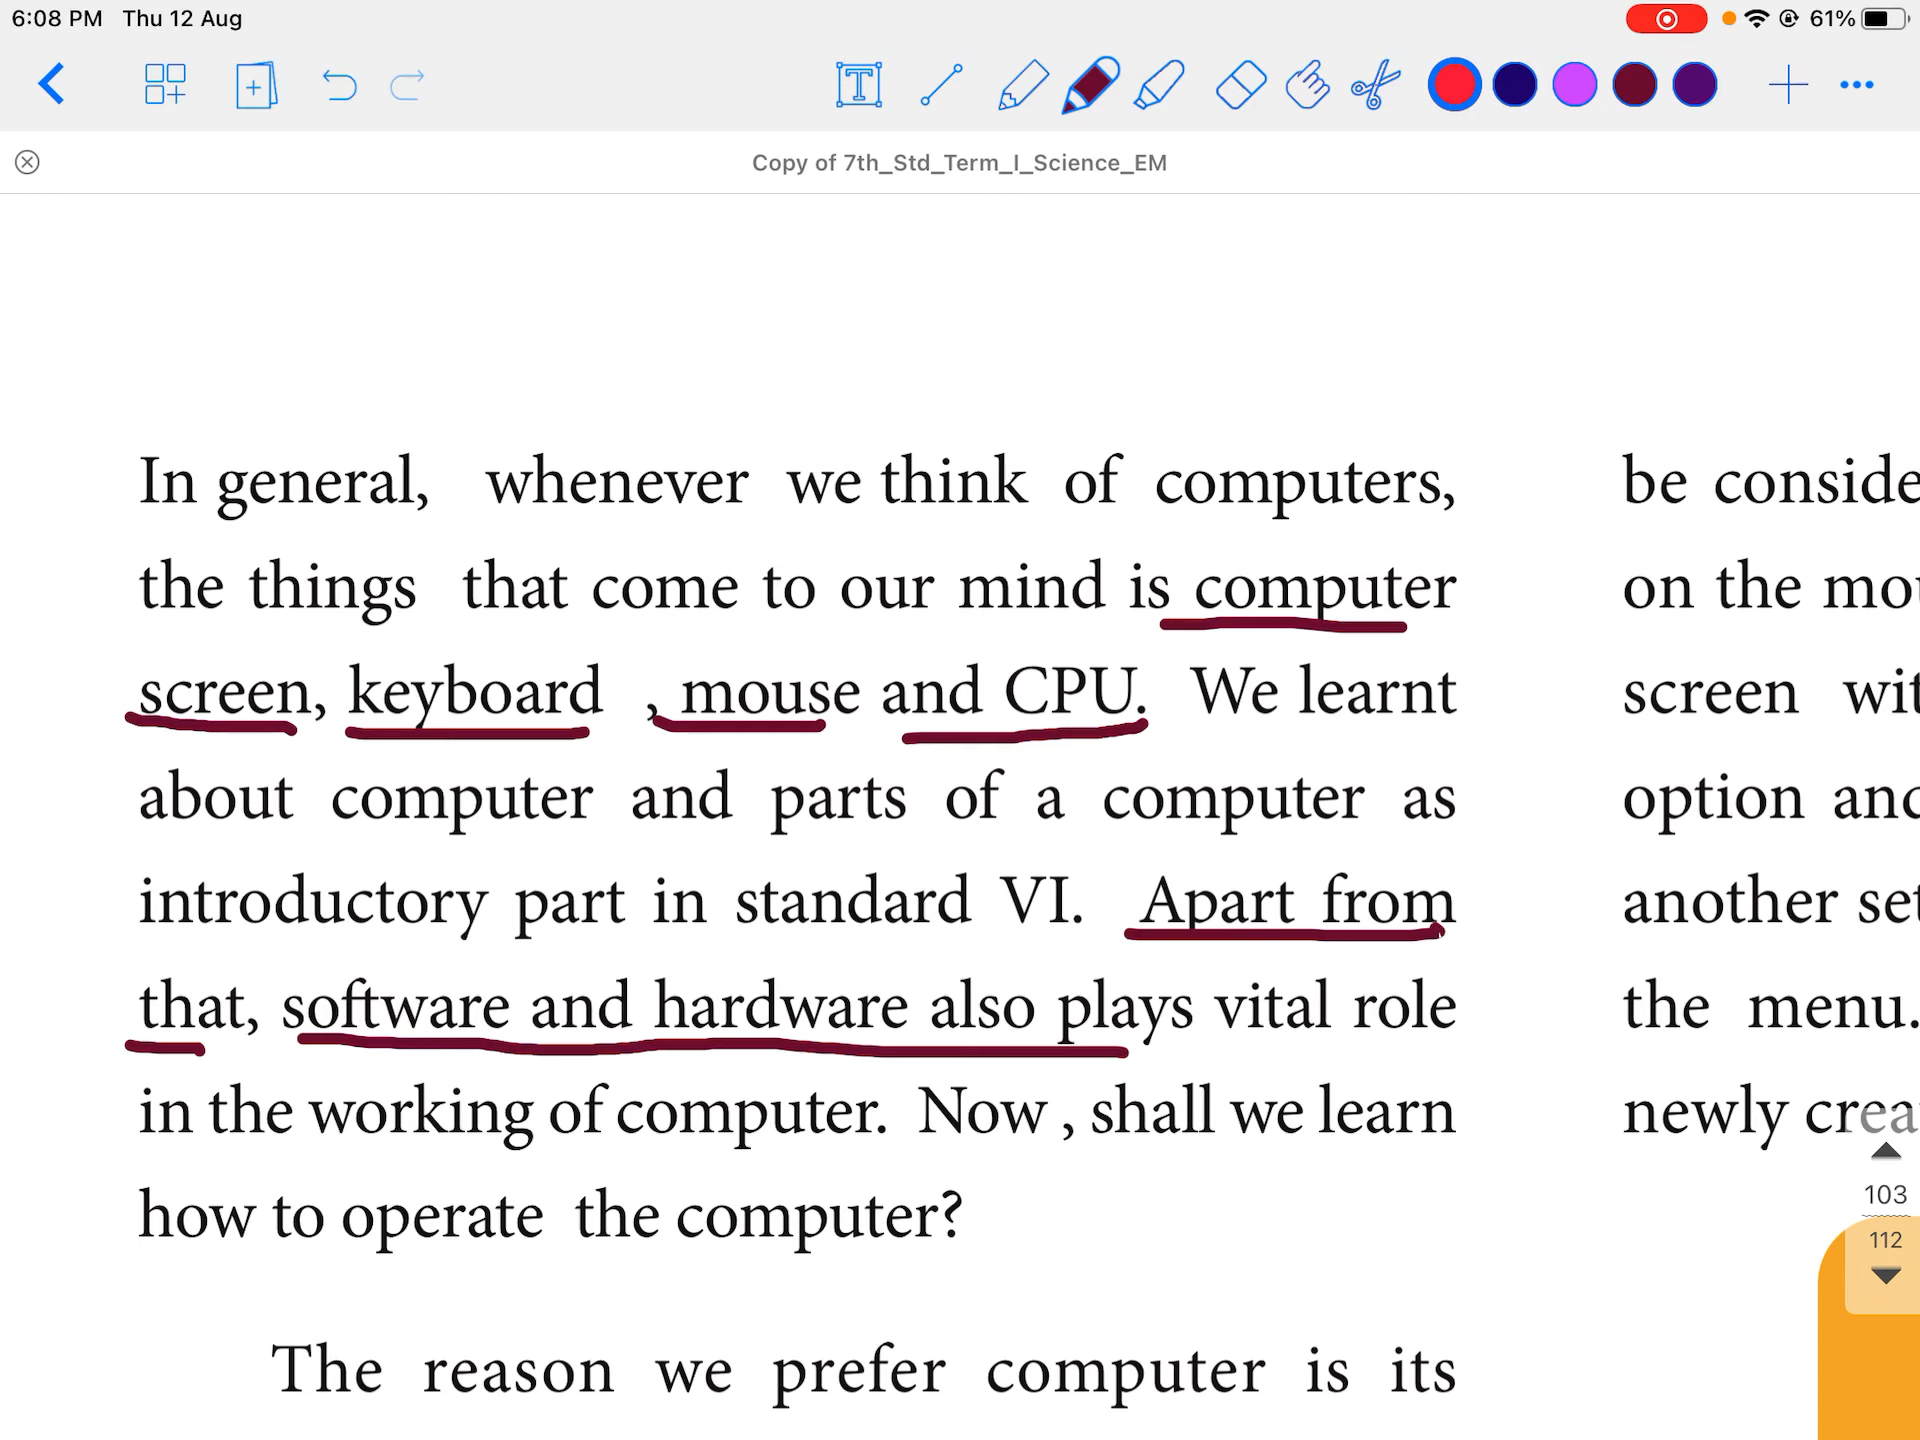 6:08 PM Thu 12 Aug
61%
T
Copy of 7th_Std_Term_I_Science_EM
In general, whenever we think of computers,
the things that come to our mind is computer
screen, keyboard , mouse and CPU. We learnt
about computer and parts of a computer as
introductory part in standard VI. Apart from
that, software and hardware also plays vital role
in the working of computer. Now , shall we learn
how to operate the computer?
The reason we prefer computer is its
be conside
on the mou
screen wit
option and
another set
the menu.
newly crea
103
112